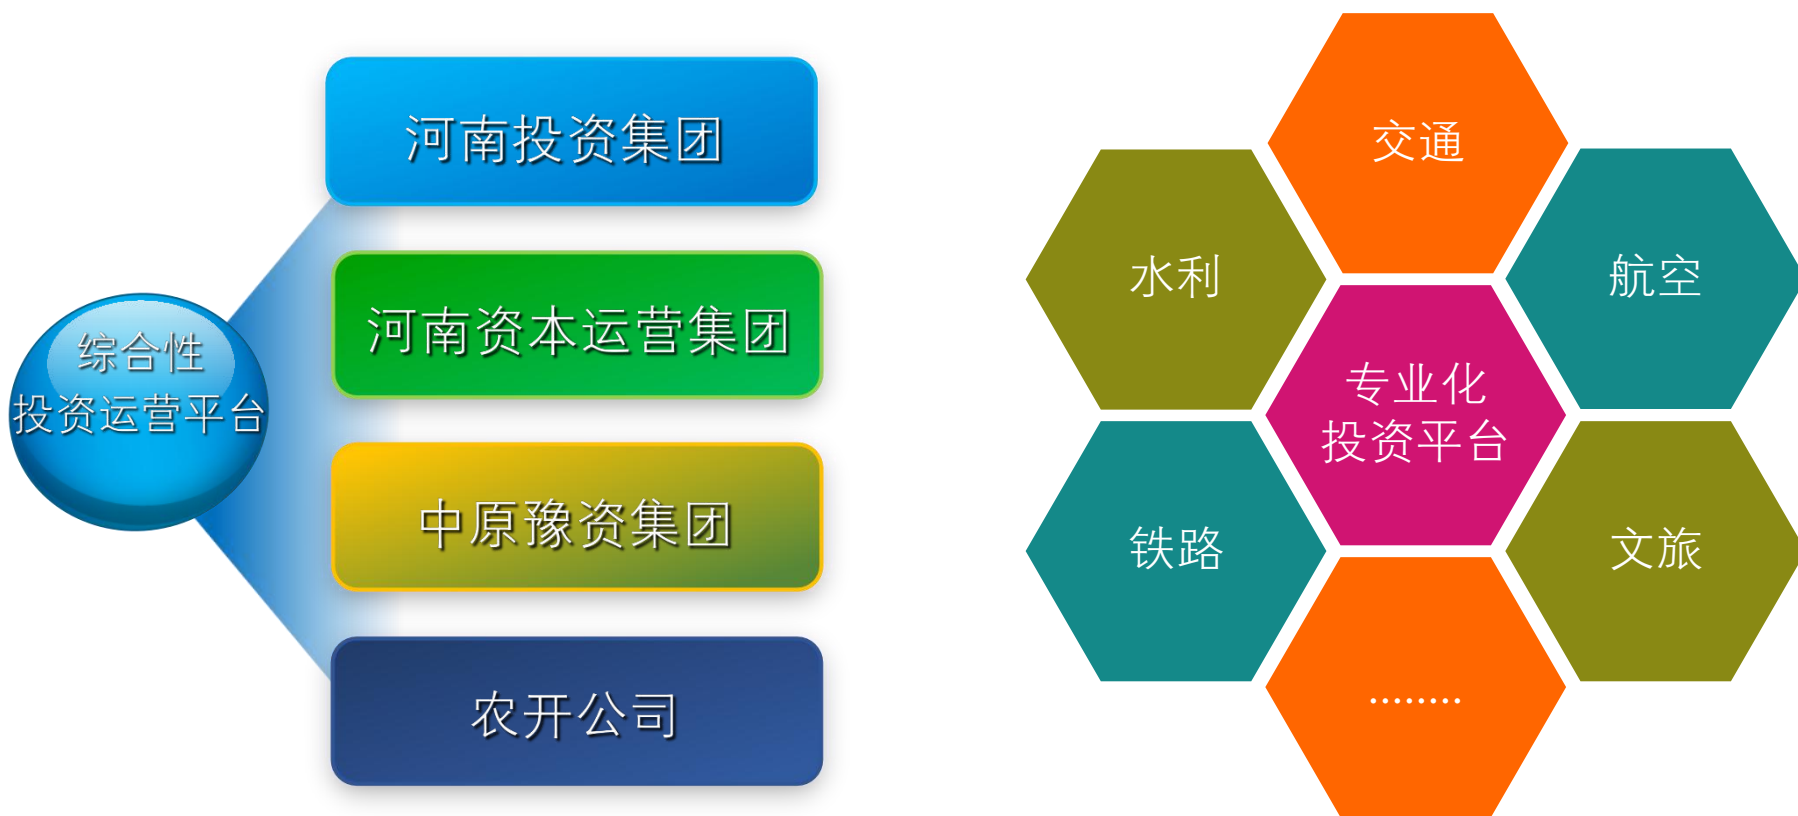 综合性
投资运营平台
河南投资集团
河南资本运营集团
中原豫资集团
农开公司
交通
水利
航空
专业化
投资平台
铁路
文旅
........